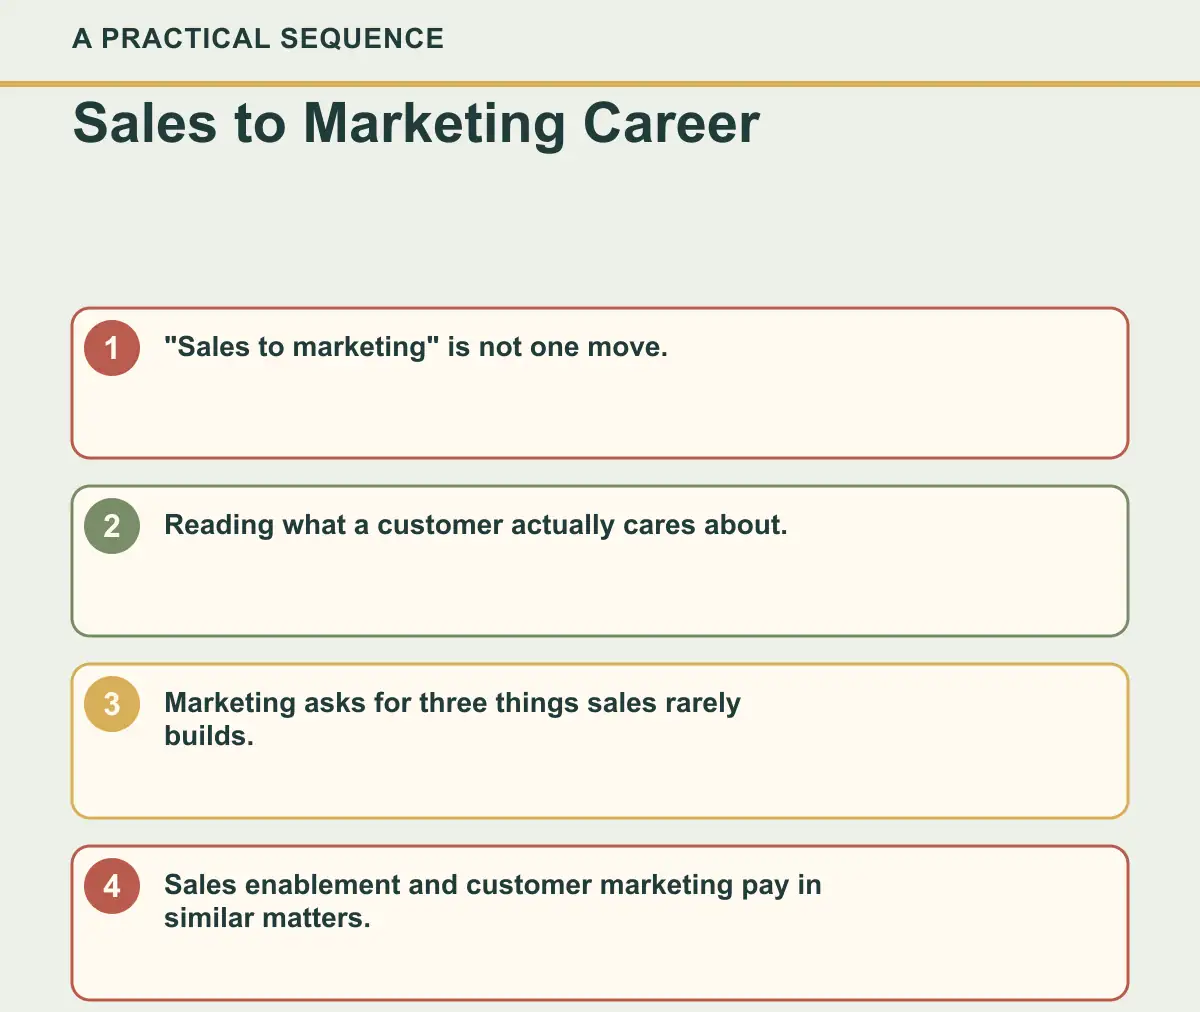 A PRACTICAL SEQUENCE
Sales to Marketing Career
1
"Sales to marketing" is not one move.
2
Reading what a customer actually cares about.
3
Marketing asks for three things sales rarely
builds.
4
Sales enablement and customer marketing pay in
similar matters.